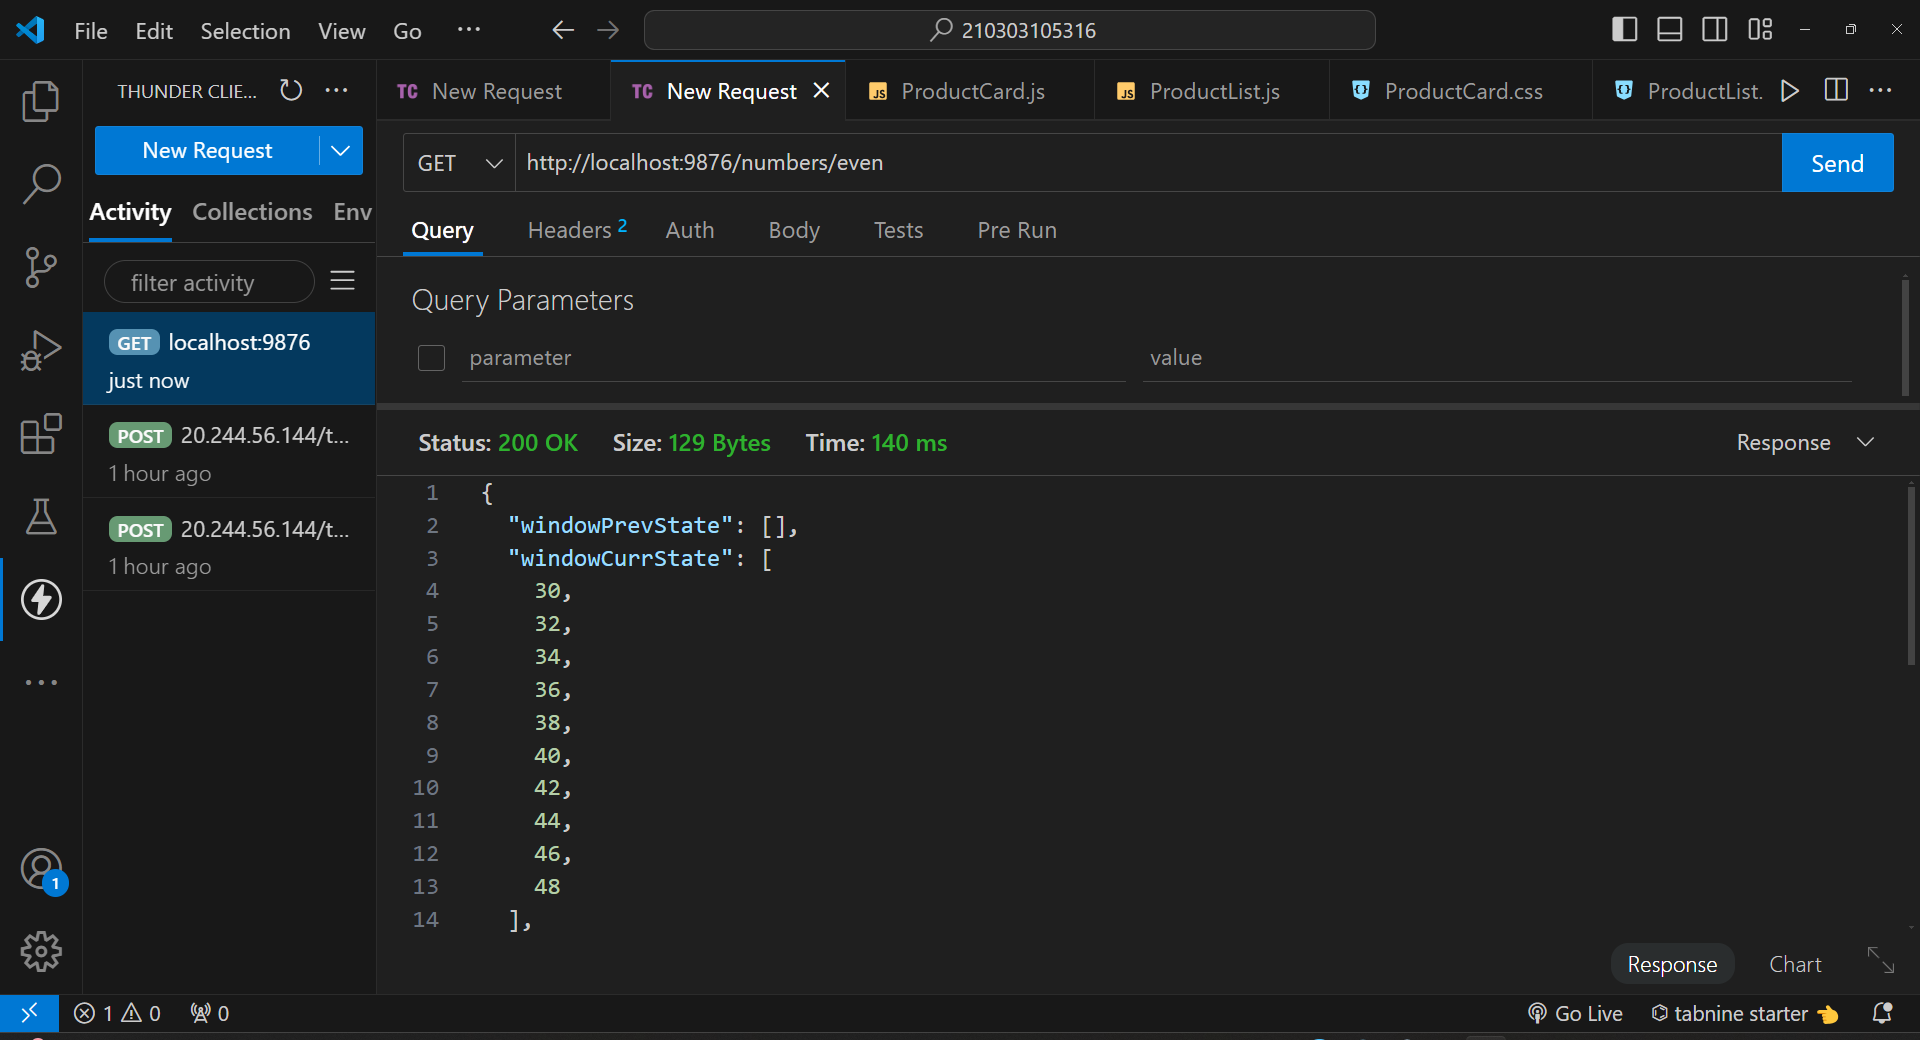 File Edit Selection View Go ... 210303105316
THUNDER CLIE... ...
New Request
Activity Collections Env
filter activity
GET localhost:9876
just now
POST 20.244.56.144/t...
1 hour ago
POST 20.244.56.144/t...
1 hour ago
TC New Request TC New Request JS ProductCard.js JS ProductList.js ProductCard.css ProductList. ...
GET http://localhost:9876/numbers/even Send
Query Headers 2 Auth Body Tests Pre Run
Query Parameters
parameter value
Status: 200 OK Size: 129 Bytes Time: 140 ms Response
1 {
2 "windowPrevState": [],
3 "windowCurrState": [
4 30,
5 32,
6 34,
7 36,
8 38,
9 40,
10 42,
11 44,
12 46,
13 48
14 ],
Response Chart
1
1 0 0 Go Live tabnine starter